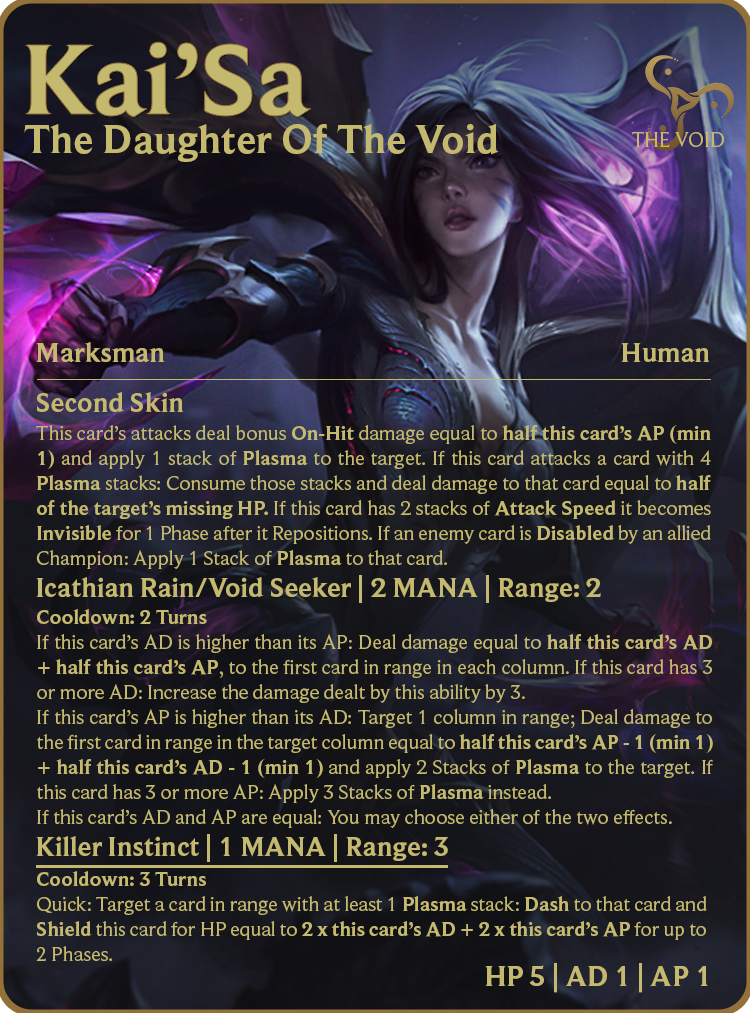 Kai'Sa
The Daughter Of The Void
THE VOID
Marksman
Human
Second Skin
This card's attacks deal bonus On-Hit damage equal to half this card's AP (min
1) and apply 1 stack of Plasma to the target. If this card attacks a card with 4
Plasma stacks: Consume those stacks and deal damage to that card equal to half
of the target's missing HP. If this card has 2 stacks of Attack Speed it becomes
Invisible for 1 Phase after it Repositions. If an enemy card is Disabled by an allied
Champion: Apply 1 Stack of Plasma to that card.
Icathian Rain/Void Seeker | 2 MANA | Range: 2
Cooldown: 2 Turns
If this card's AD is higher than its AP: Deal damage equal to half this card's AD
+ half this card's AP, to the first card in range in each column. If this card has 3
or more AD: Increase the damage dealt by this ability by 3.
If this card's AP is higher than its AD: Target 1 column in range; Deal damage to
the first card in range in the target column equal to half this card's AP - 1 (min 1)
+ half this card's AD - 1 (min 1) and apply 2 Stacks of Plasma to the target. If
this card has 3 or more AP: Apply 3 Stacks of Plasma instead.
If this card's AD and AP are equal: You may choose either of the two effects.
Killer Instinct | 1 MANA | Range: 3
Cooldown: 3 Turns
Quick: Target a card in range with at least 1 Plasma stack: Dash to that card and
Shield this card for HP equal to 2 x this card's AD + 2 x this card's AP for up to
2 Phases.
HP 5 | AD 1 | AP 1